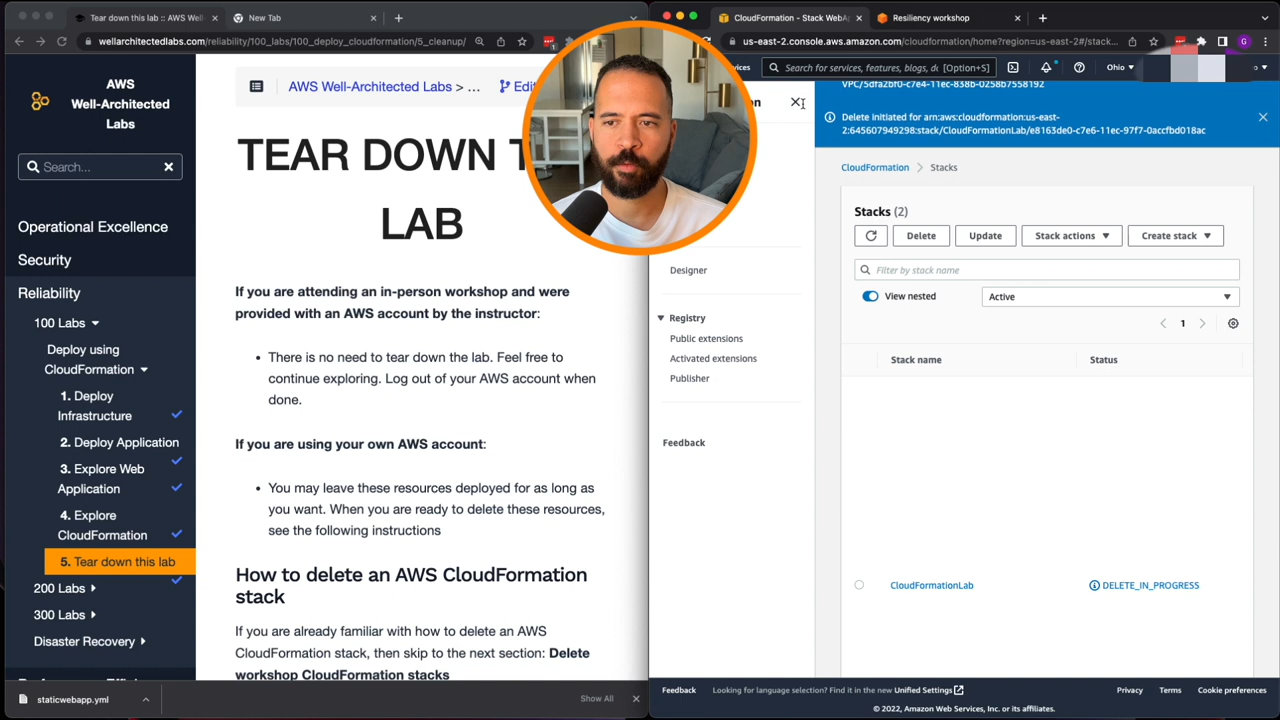 Tear down this lab :: AWS Wel
New Tab
wellarchitectedlabs.com/reliability/100_labs/100_deploy_cloudformation/5_cleanup/
AWS
Well-Architected
Labs
Search...
Operational Excellence
Security
Reliability
100 Labs
Deploy using
CloudFormation
1. Deploy
Infrastructure
2. Deploy Application
3. Explore Web
Application
4. Explore
CloudFormation
5. Tear down this lab
200 Labs
300 Labs
Disaster Recovery
AWS Well-Architected Labs > ...
TEAR DOWN
LAB
If you are attending an in-person workshop and were
provided with an AWS account by the instructor:
• There is no need to tear down the lab. Feel free to
continue exploring. Log out of your AWS account when
done.
If you are using your own AWS account:
• You may leave these resources deployed for as long as
you want. When you are ready to delete these resources,
see the following instructions
How to delete an AWS CloudFormation
stack
If you are already familiar with how to delete an AWS
CloudFormation stack, then skip to the next section: Delete
workshop CloudFormation stacks
staticwebapp.yml
Show All
CloudFormation - Stack WebA
Resiliency workshop
us-east-2.console.aws.amazon.com/cloudformation/home?region=us-east-2#/stack...
G
Search for services, features, blogs, d [Option+S]
Ohio
VPC/5dfa2bf0-c7e4-11ec-838b-0258b7558192
Delete initiated for arn:aws:cloudformation:us-east-
2:645607949298:stack/CloudFormationLab/e8163de0-c7e6-11ec-97f7-0accfbd018ac
Designer
Registry
Public extensions
Activated extensions
Publisher
Feedback
CloudFormation > Stacks
Stacks (2)
Delete
Update
Stack actions
Create stack
Filter by stack name
View nested
Active
1
Stack name
Status
CloudFormationLab
DELETE_IN_PROGRESS
Feedback
Looking for language selection? Find it in the new Unified Settings
Privacy
Terms
Cookie preferences
© 2022, Amazon Web Services, Inc. or its affiliates.